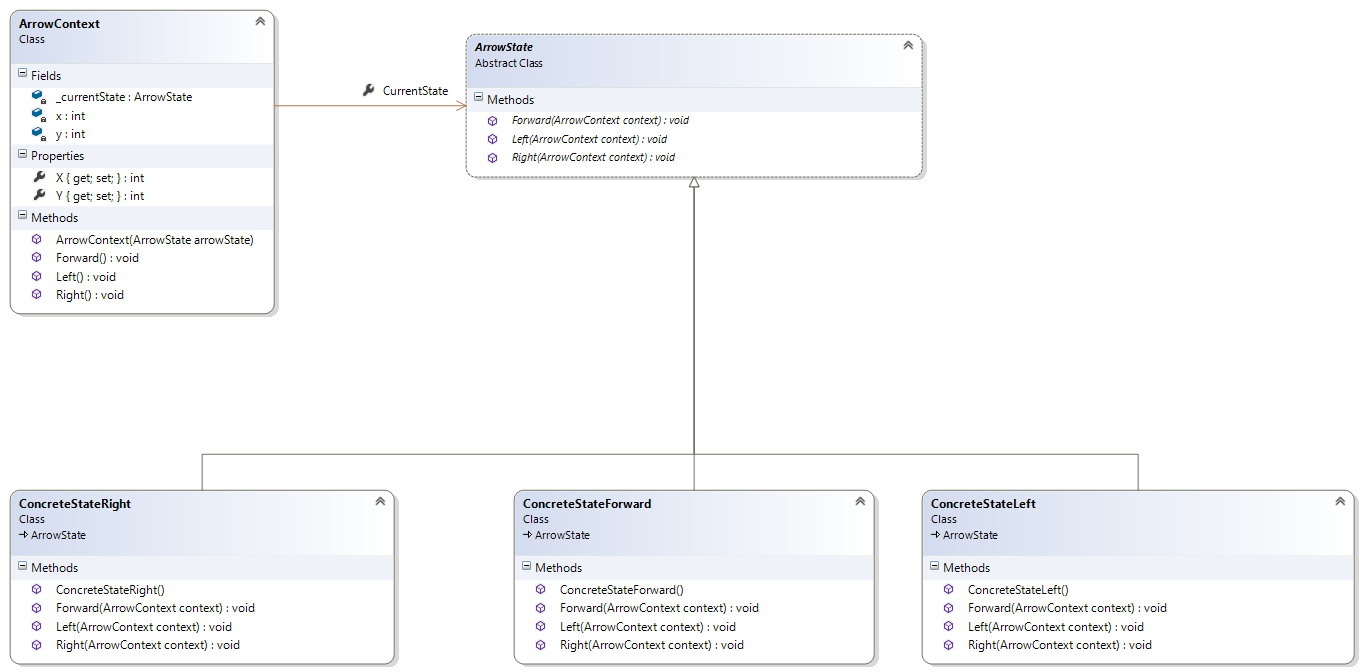 ArrowContext
Class
Fields
_currentState : ArrowState
x : int
y : int
Properties
X { get; set; } : int
Y { get; set; } : int
Methods
ArrowContext(ArrowState arrowState)
Forward() : void
Left() : void
Right() : void
CurrentState
ArrowState
Abstract Class
Methods
Forward(ArrowContext context) : void
Left(ArrowContext context) : void
Right(ArrowContext context) : void
ConcreteStateRight
Class
ArrowState
Methods
ConcreteStateRight()
Forward(ArrowContext context) : void
Left(ArrowContext context) : void
Right(ArrowContext context) : void
ConcreteStateForward
Class
ArrowState
Methods
ConcreteStateForward()
Forward(ArrowContext context) : void
Left(ArrowContext context) : void
Right(ArrowContext context) : void
ConcreteStateLeft
Class
ArrowState
Methods
ConcreteStateLeft()
Forward(ArrowContext context) : void
Left(ArrowContext context) : void
Right(ArrowContext context) : void